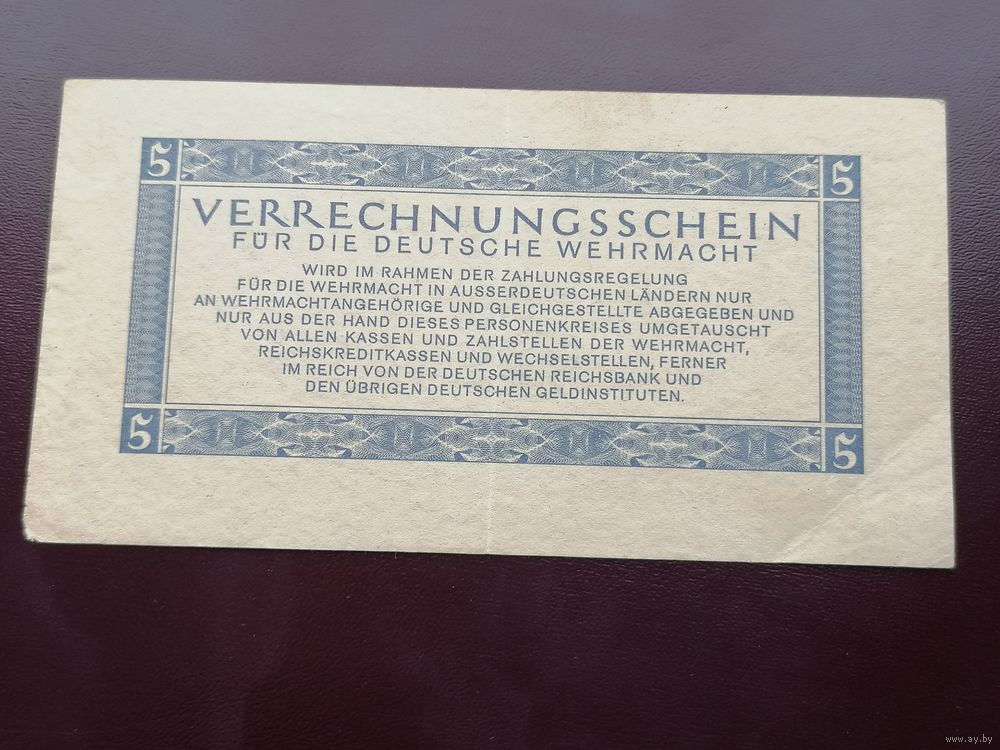 5 5
VERRECHNUNGSSCHEIN
FÜR DIE DEUTSCHE WEHRMACHT
WIRD IM RAHMEN DER ZAHLUNGSREGELUNG
FÜR DIE WEHRMACHT IN AUSSERDEUTSCHEN LÄNDERN NUR
AN WEHRMACHTANGEHÖRIGE UND GLEICHGESTELLTE ABGEGEBEN UND
NUR AUS DER HAND DIESES PERSONENKREISES UMGETAUSCHT
VON ALLEN KASSEN UND ZAHLSTELLEN DER WEHRMACHT,
REICHSKREDITKASSEN UND WECHSELSTELLEN, FERNER
IM REICH VON DER DEUTSCHEN REICHSBANK UND
DEN ÜBRIGEN DEUTSCHEN GELDINSTITUTEN.
5 5
www.ay.by